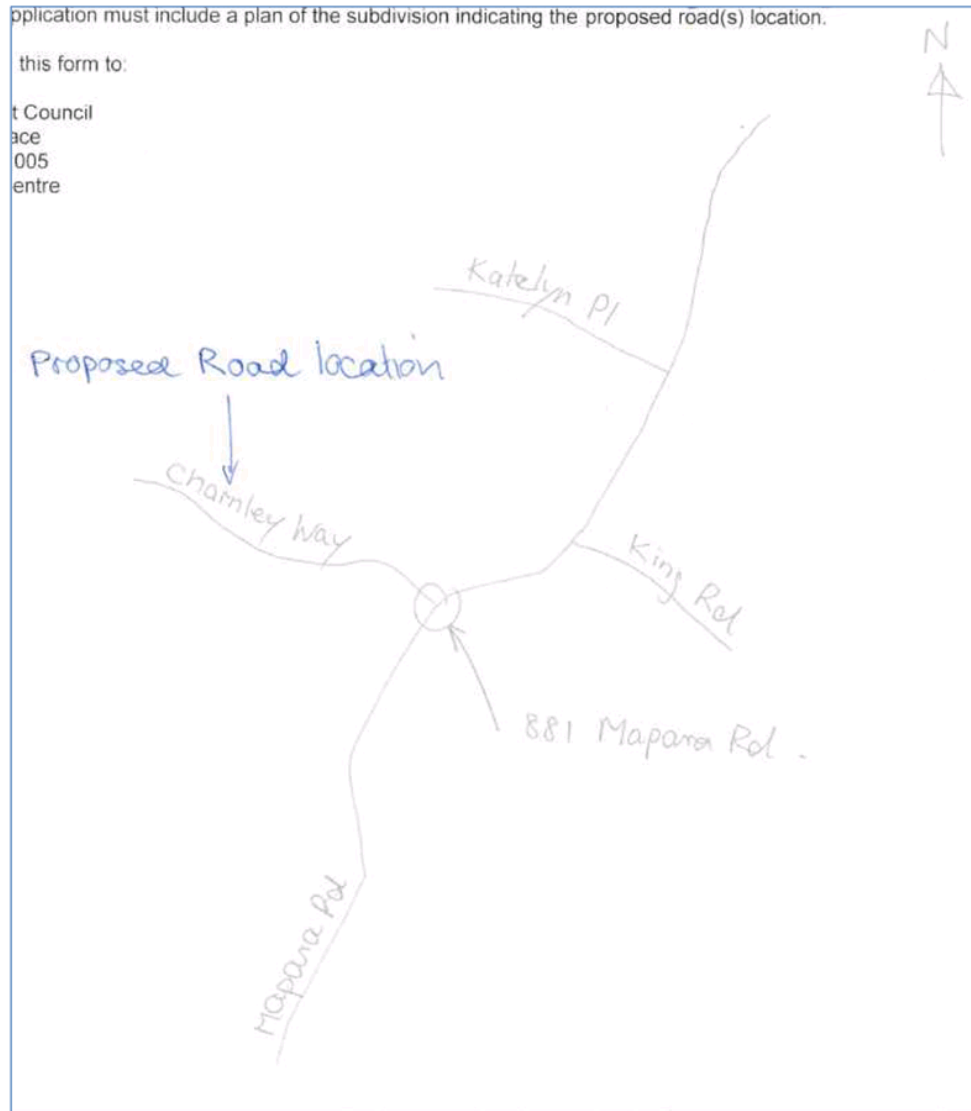 pplication must include a plan of the subdivision indicating the proposed road(s) location.
this form to:
t Council
ace
005
entre
N
Katelyn Pl
Proposed Road location
Charnley Way
King Rd
881 Mapara Rd.
Mapara Rd